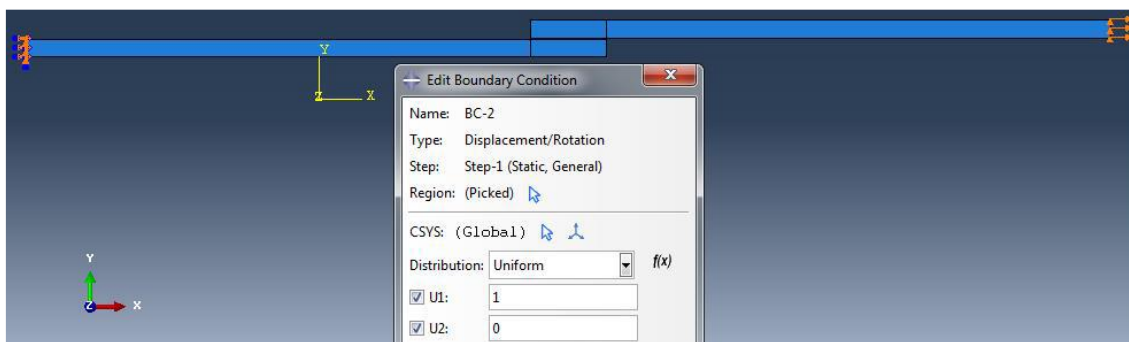 Y
Z X
Edit Boundary Condition
Name: BC-2
Type: Displacement/Rotation
Step: Step-1 (Static, General)
Region: (Picked)
CSYS: (Global)
Distribution: Uniform f(x)
U1: 1
U2: 0
Y
Z X